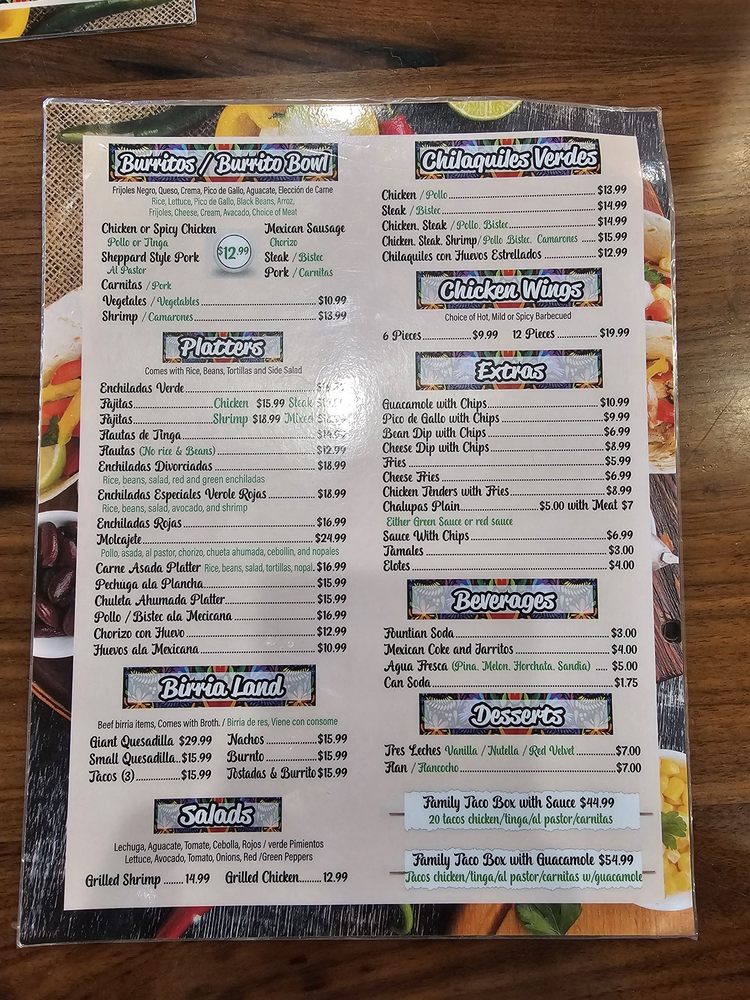 Burritos / Burrito Bowl
Frijoles Negro, Queso, Crema, Pico de Gallo, Aguacate, Elección de Carne
Rice, Lettuce, Pico de Gallo, Black Beans, Arroz,
Frijoles, Cheese, Cream, Avocado, Choice of Meat
Chicken or Spicy Chicken
Pollo or Tinga
Sheppard Style Pork
Al Pastor
$12.99
Mexican Sausage
Chorizo
Steak / Bistec
Pork / Carnitas
Carnitas / Pork
Vegetales / Vegetables $10.99
Shrimp / Camarones $13.99
Platters
Comes with Rice, Beans, Tortillas and Side Salad
Enchiladas Verde
Fajitas Chicken $15.99 Steak
Fajitas Shrimp $18.99 Mixed
Flautas de Tinga $14.99
Flautas (No rice & Beans) $12.99
Enchiladas Divorciadas $18.99
Rice, beans, salad, red and green enchiladas
Enchiladas Especiales Verole Rojas $18.99
Rice, beans, salad, avocado, and shrimp
Enchiladas Rojas $16.99
Molcajete $24.99
Pollo, asada, al pastor, chorizo, chueta ahumada, cebollin, and nopales
Carne Asada Platter Rice, beans, salad, tortillas, nopal. $16.99
Pechuga ala Plancha $15.99
Chuleta Ahumada Platter $15.99
Pollo / Bistec ala Mecicana $16.99
Chorizo con Huevo $12.99
Huevos ala Mexicana $10.99
Birria Land
Beef birria items, Comes with Broth. / Birria de res, Viene con consome
Giant Quesadilla $29.99 Nachos $15.99
Small Quesadilla $15.99 Burrito $15.99
Tacos (3) $15.99 Tostadas & Burrito $15.99
Salads
Lechuga, Aguacate, Tomate, Cebolla, Rojos / verde Pimientos
Lettuce, Avocado, Tomato, Onions, Red /Green Peppers
Grilled Shrimp 14.99 Grilled Chicken 12.99
Chilaquiles Verdes
Chicken / Pollo $13.99
Steak / Bistec $14.99
Chicken, Steak / Pollo, Bistec $14.99
Chicken, Steak, Shrimp / Pollo Bistec, Camarones $15.99
Chilaquiles con Huevos Estrellados $12.99
Chicken Wings
Choice of Hot, Mild or Spicy Barbecued
6 Pieces $9.99 12 Pieces $19.99
Extras
Guacamole with Chips $10.99
Pico de Gallo with Chips $9.99
Bean Dip with Chips $6.99
Cheese Dip with Chips $8.99
Fries $5.99
Cheese Fries $6.99
Chicken Tenders with Fries $8.99
Chalupas Plain $5.00 with Meat $7
Either Green Sauce or red sauce
Sauce With Chips $6.99
Tamales $3.00
Elotes $4.00
Beverages
Fountian Soda $3.00
Mexican Coke and Jarritos $4.00
Agua Fresca (Pina, Melon, Horchata, Sandia) $5.00
Can Soda $1.75
Desserts
Tres Leches Vanilla / Nutella / Red Velvet $7.00
Flan / Flancocho $7.00
Family Taco Box with Sauce $44.99
20 tacos chicken/tinga/al pastor/carnitas
Family Taco Box with Guacamole $54.99
Tacos chicken/tinga/al pastor/carnitas w/guacamole